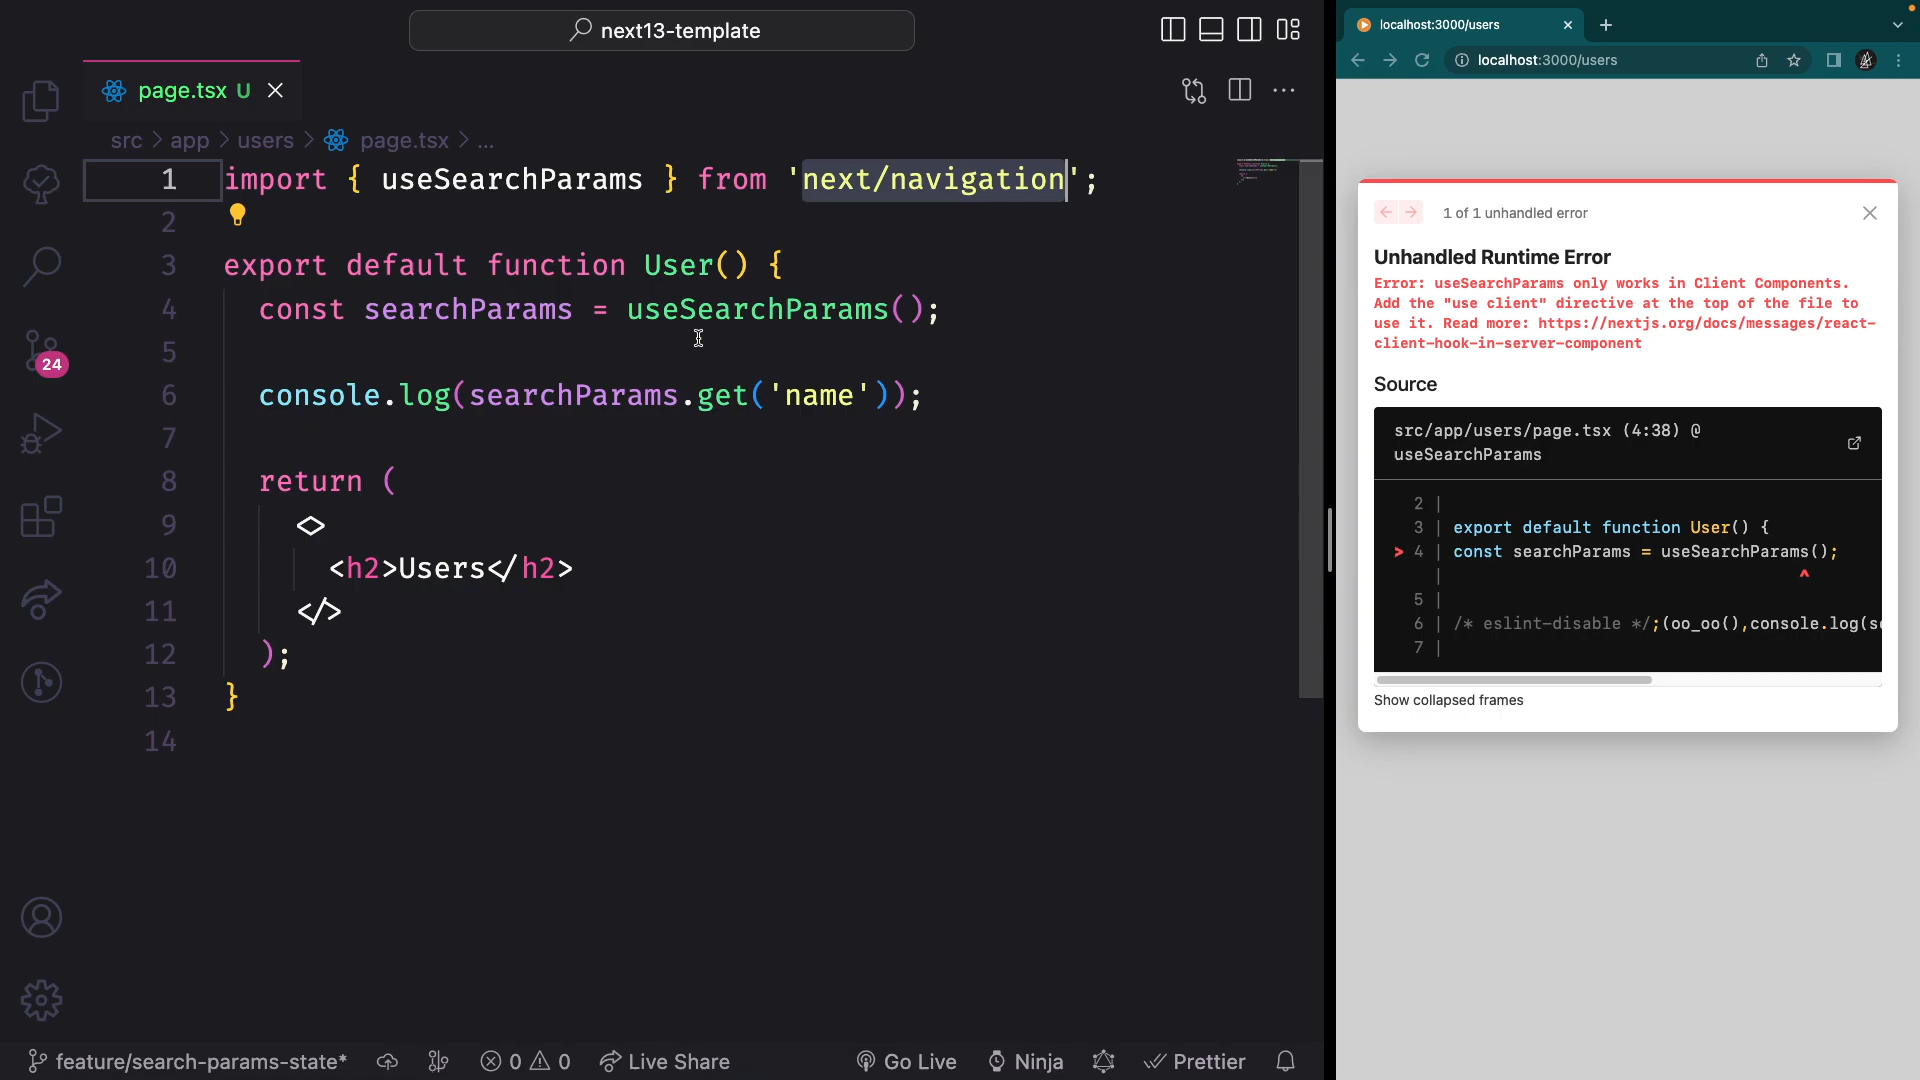 next13-template
page.tsx U
src > app > users > page.tsx > ...
1 import { useSearchParams } from 'next/navigation';
2
3 export default function User() {
4 const searchParams = useSearchParams();
5
6 console.log(searchParams.get('name'));
7
8 return (
9 <>
10 <h2>Users</h2>
11 </>
12 );
13 }
14
24
feature/search-params-state*
0 0
Live Share
Go Live
Ninja
Prettier
localhost:3000/users
localhost:3000/users
1 of 1 unhandled error
Unhandled Runtime Error
Error: useSearchParams only works in Client Components.
Add the "use client" directive at the top of the file to
use it. Read more: https://nextjs.org/docs/messages/react-
client-hook-in-server-component
Source
src/app/users/page.tsx (4:38) @
useSearchParams
2 |
3 | export default function User() {
> 4 | const searchParams = useSearchParams();
| ^
5 |
6 | /* eslint-disable */;(oo_oo(),console.log(s
7 |
Show collapsed frames